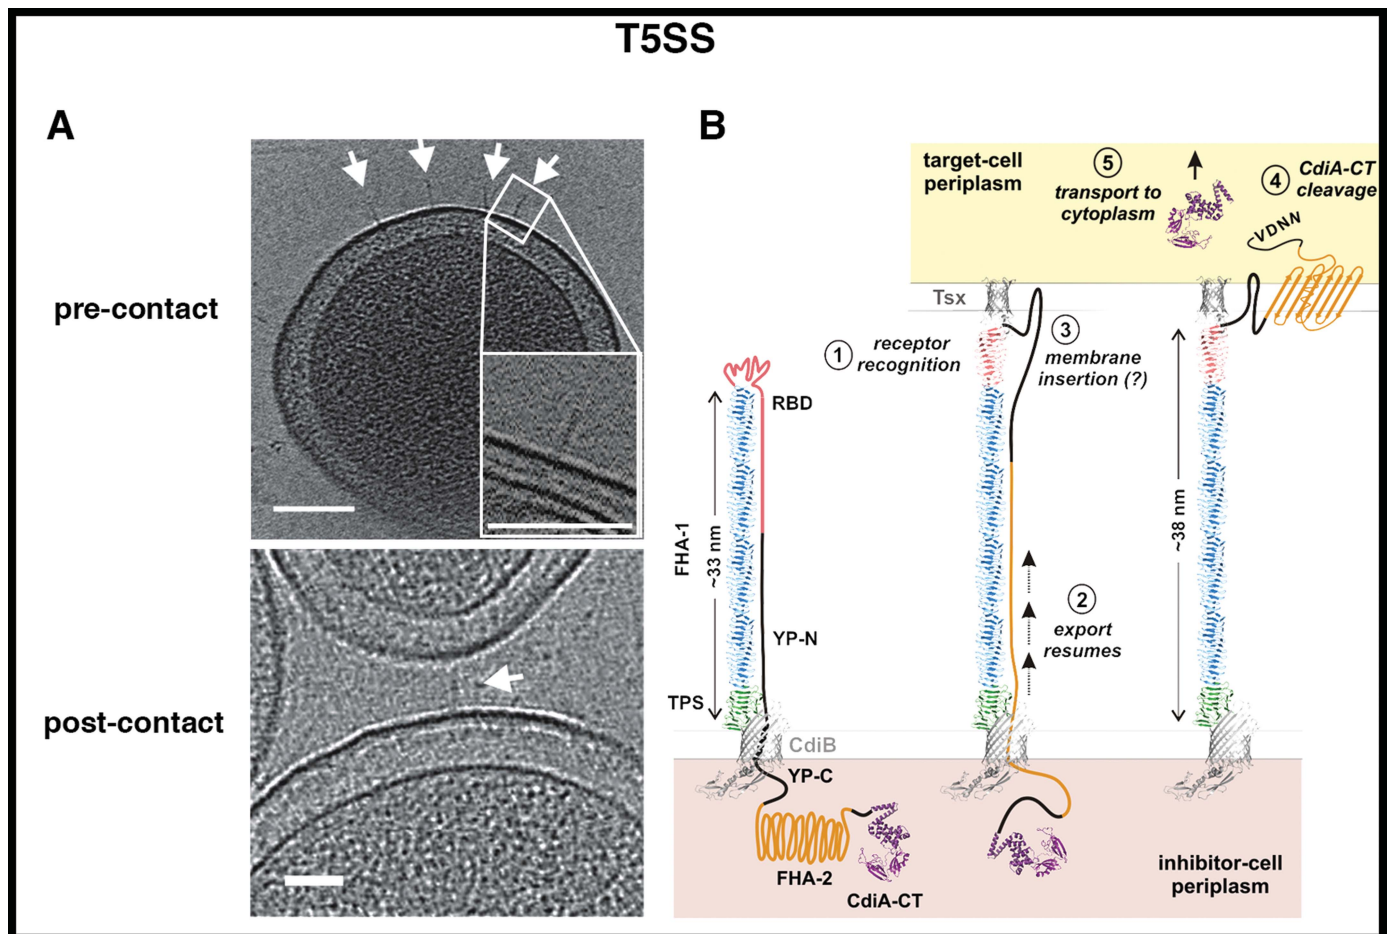 T5SS
A
pre-contact
post-contact
B
target-cell
periplasm
5
transport to
cytoplasm
4
CdiA-CT
cleavage
VDNN
Tsx
1
receptor
recognition
3
membrane
insertion (?)
RBD
FHA-1
~33 nm
~38 nm
2
export
resumes
YP-N
TPS
CdiB
YP-C
FHA-2
CdiA-CT
inhibitor-cell
periplasm